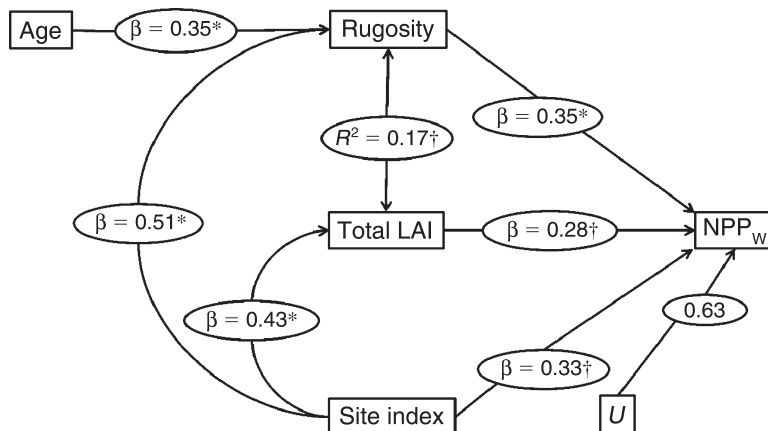 Age
β = 0.35*
Rugosity
β = 0.35*
R² = 0.17†
β = 0.51*
Total LAI
β = 0.28†
NPP_W
β = 0.43*
0.63
β = 0.33†
Site index
U